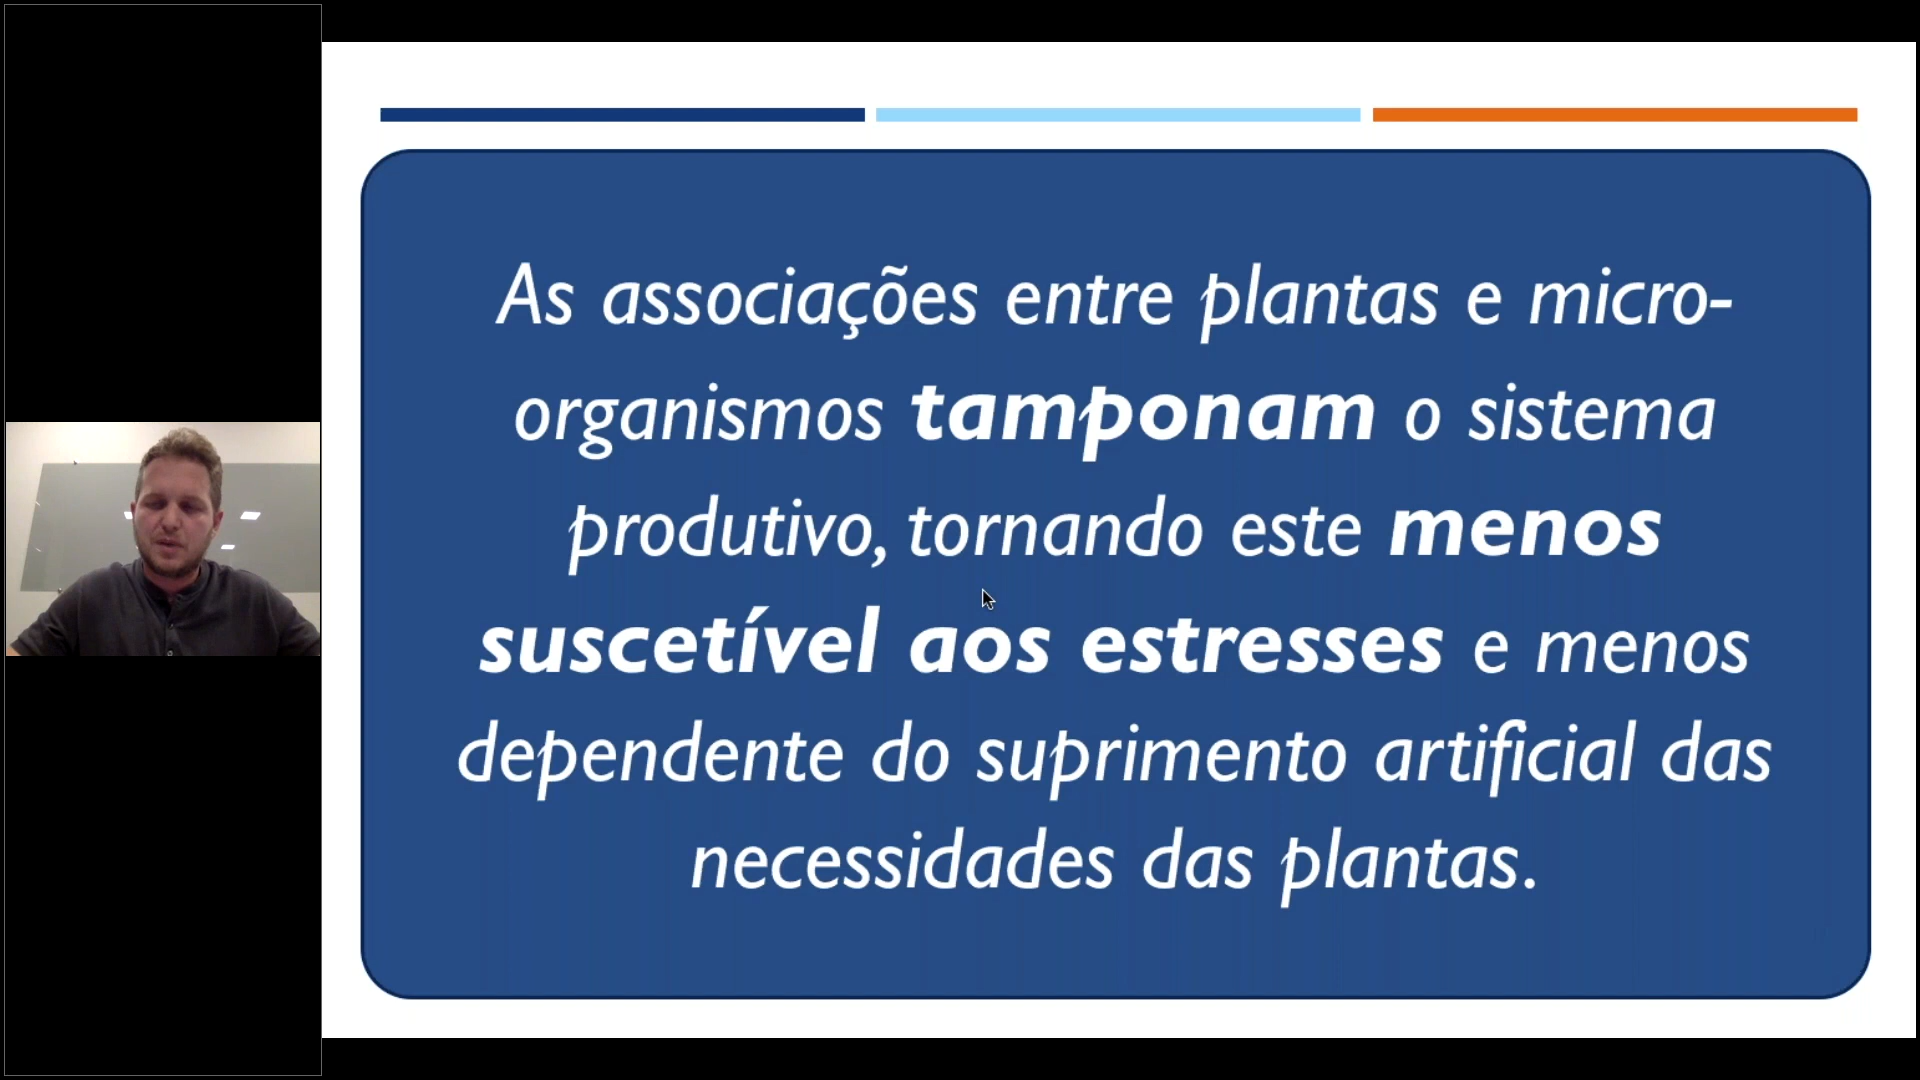 As associações entre plantas e micro-
organismos tamponam o sistema
produtivo, tornando este menos
suscetível aos estresses e menos
dependente do suprimento artificial das
necessidades das plantas.